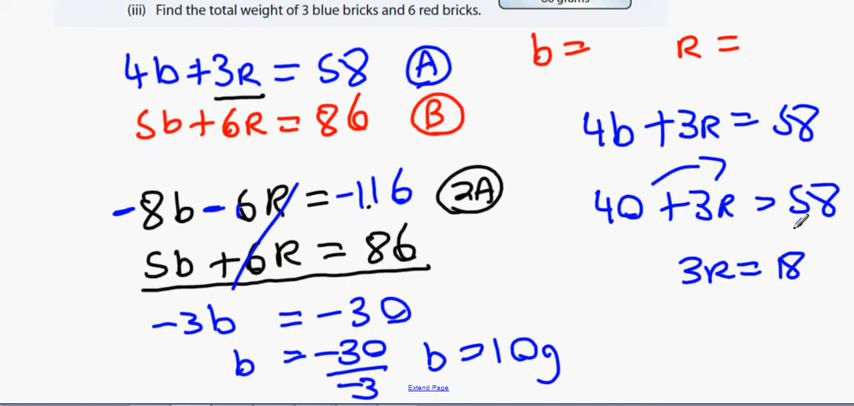 (iii) Find the total weight of 3 blue bricks and 6 red bricks.
4b+3R = 58 A
5b+6R = 86 B
-8b - 6R = -116 2A
5b + 6R = 86
-3b = -30
b = -30/-3 b = 10g
b = R =
4b + 3R = 58
40 + 3R = 58
3R = 18
Extend Page